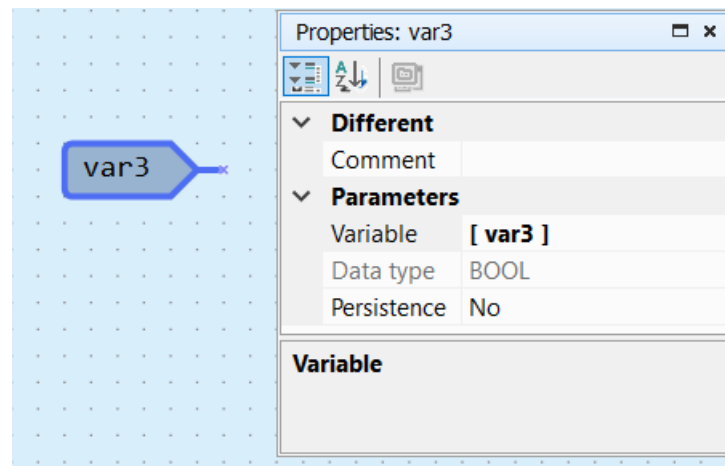 Properties: var3
var3
Different
Comment
Parameters
Variable [ var3 ]
Data type BOOL
Persistence No
Variable